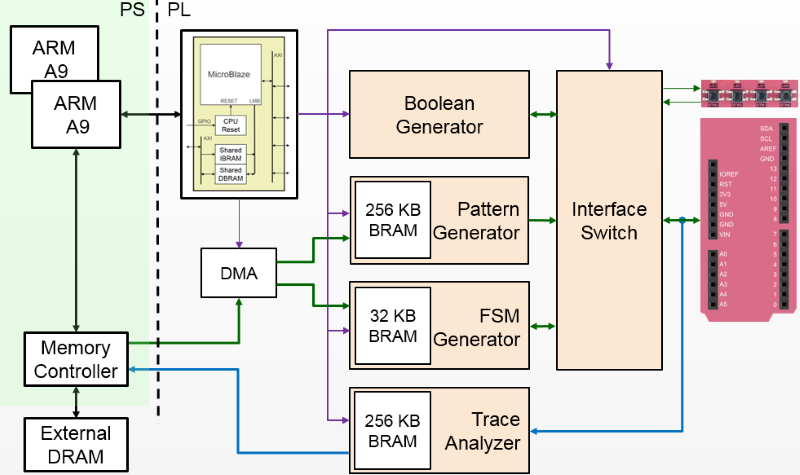 PS
PL
ARM
A9
ARM
A9
MicroBlaze
AXI
RESET
LMB
GPIO
CPU
Reset
AXI
Shared
IBRAM
Shared
DBRAM
Boolean
Generator
256 KB
BRAM
Pattern
Generator
Interface
Switch
DMA
32 KB
BRAM
FSM
Generator
Memory
Controller
256 KB
BRAM
Trace
Analyzer
External
DRAM
SDA
SCL
AREF
GND
13
12
11
10
9
8
IOREF
RST
3V3
5V
GND
GND
VIN
7
6
5
4
3
2
1
0
A0
A1
A2
A3
A4
A5